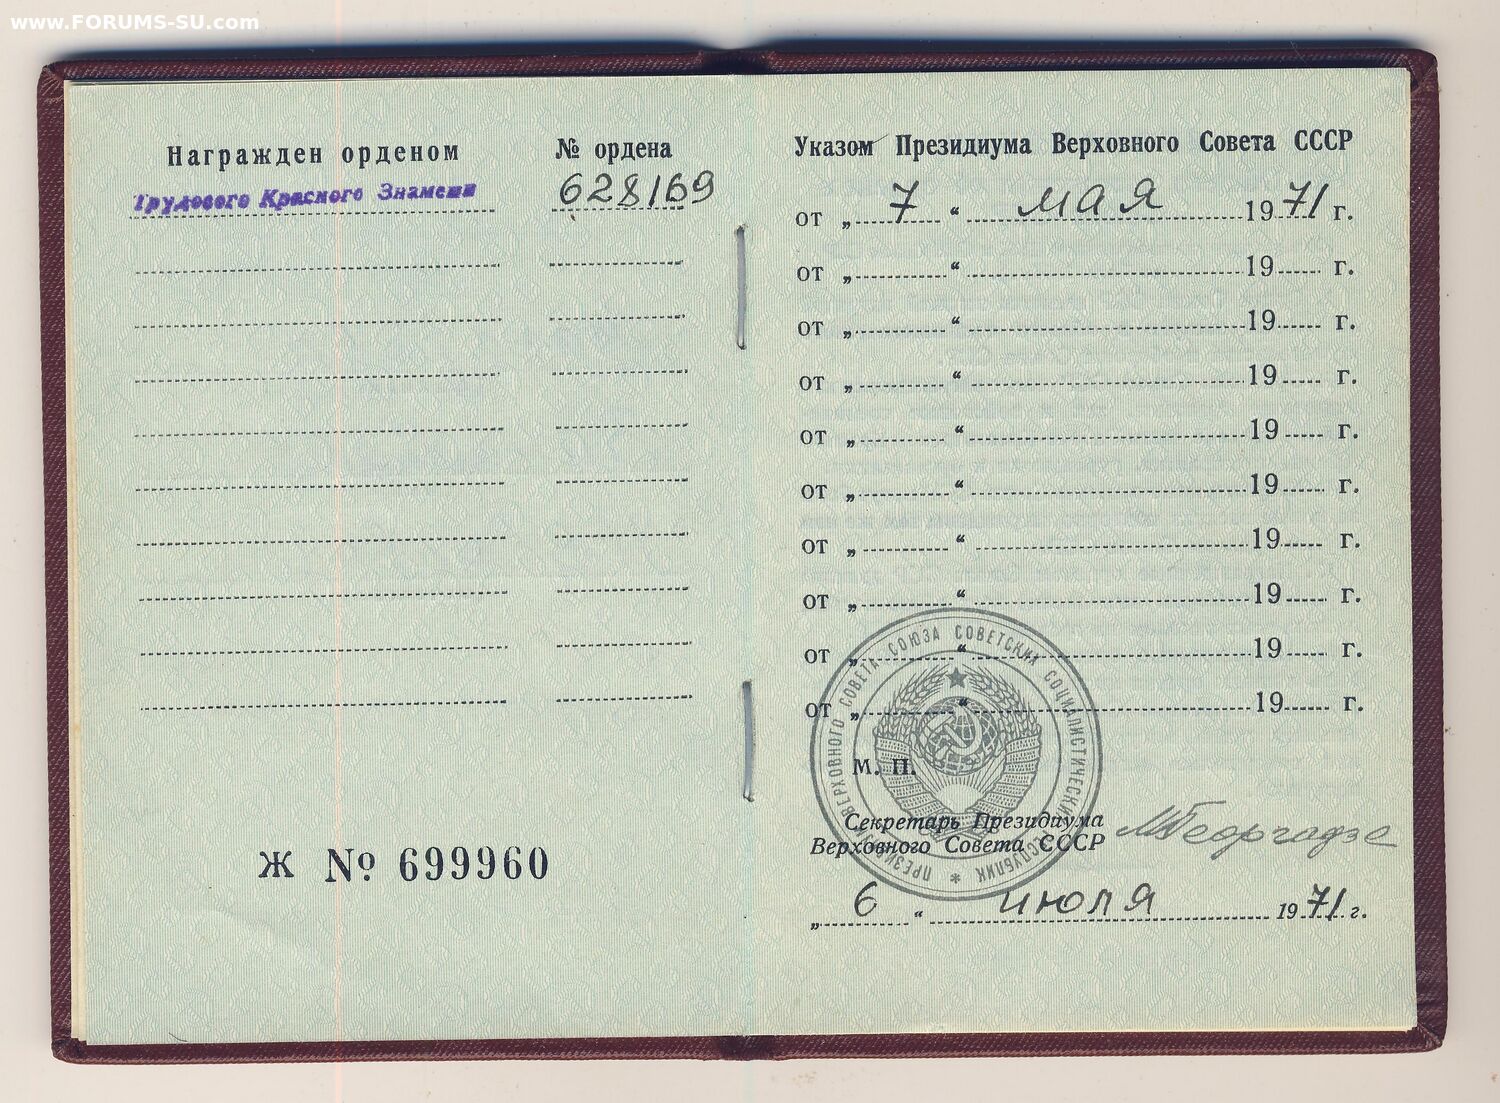 www.FORUMS-SU.com
Награжден орденом
№ ордена
Трудового Красного Знамени
628169
Ж № 699960
Указом Президиума Верховного Совета СССР
от „ 7 “ мая 1971 г.
от „ “ 19 г.
от „ “ 19 г.
от „ “ 19 г.
от „ “ 19 г.
от „ “ 19 г.
от „ “ 19 г.
от „ “ 19 г.
от „ “ 19 г.
от „ “ 19 г.
ПРЕЗИДИУМ ВЕРХОВНОГО СОВЕТА СОЮЗА СОВЕТСКИХ СОЦИАЛИСТИЧЕСКИХ РЕСПУБЛИК *
М. П.
Секретарь Президиума
Верховного Совета СССР
МГеоргадзе
„ 6 “ июля 1971 г.